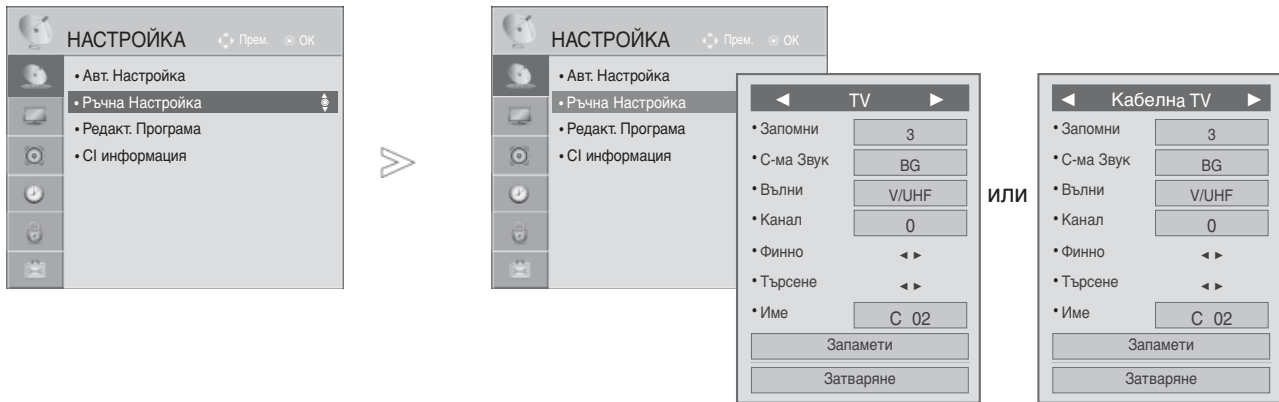 НАСТРОЙКА Прем. OK
• Авт. Настройка
• Ръчна Настройка
• Редакт. Програма
• CI информация
НАСТРОЙКА Прем. OK
• Авт. Настройка
• Ръчна Настройка
• Редакт. Програма
• CI информация
◄ TV ►
• Запомни 3
• С-ма Звук BG
• Вълни V/UHF
• Канал 0
• Финно ◄ ►
• Търсене ◄ ►
• Име C 02
Запамети
Затваряне
или
◄ Кабелна TV ►
• Запомни 3
• С-ма Звук BG
• Вълни V/UHF
• Канал 0
• Финно ◄ ►
• Търсене ◄ ►
• Име C 02
Запамети
Затваряне